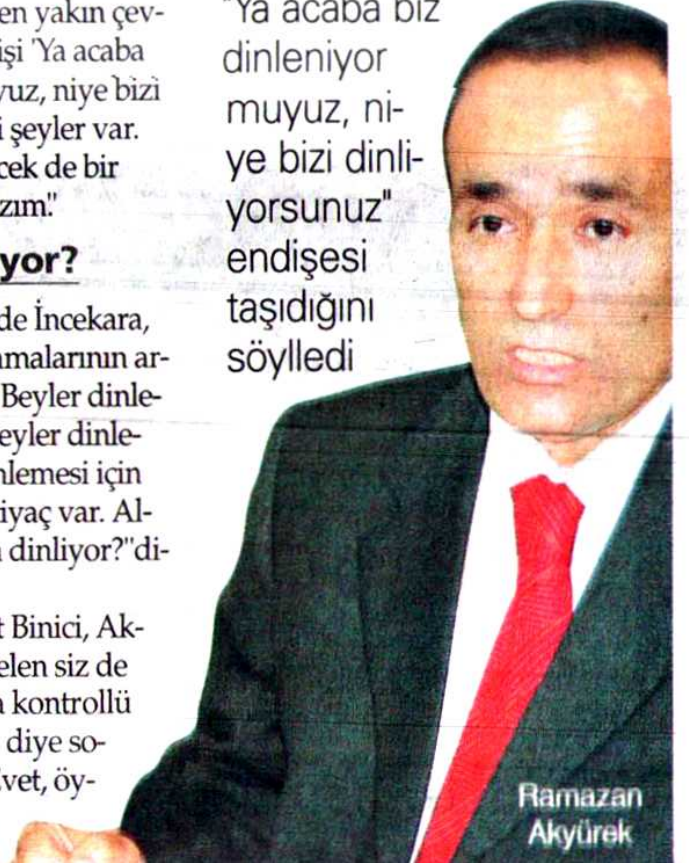 en yakın çev-
işi 'Ya acaba
yuz, niye bizi
i şeyler var.
cek de bir
zım."
yor?
de İncekara,
amalarının ar-
Beyler dinle-
eyler dinle-
nlemesi için
iyaç var. Al-
dinliyor?"di-
t Binici, Ak-
elen siz de
a kontrollü
diye so-
vet, öy-
"Ya acaba biz
dinleniyor
muyuz, ni-
ye bizi dinli-
yorsunuz"
endişesi
taşıdığını
söylledi
Ramazan
Akyürek